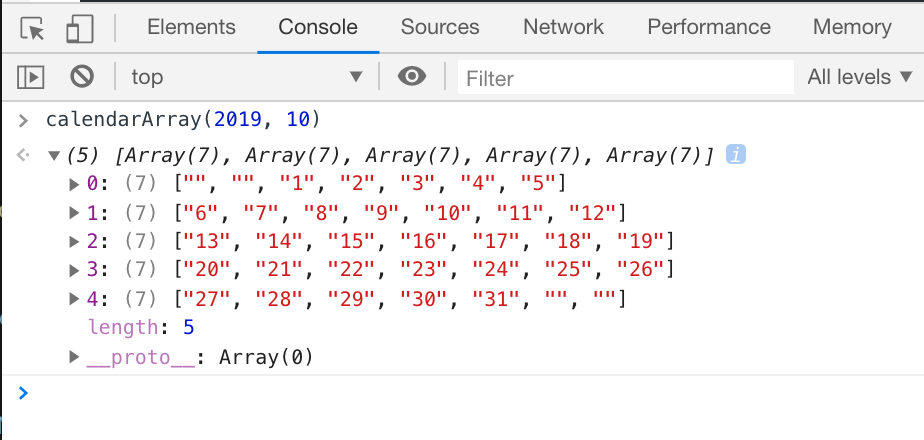 Elements Console Sources Network Performance Memory
top Filter All levels
calendarArray(2019, 10)
(5) [Array(7), Array(7), Array(7), Array(7), Array(7)] i
0: (7) ["", "", "1", "2", "3", "4", "5"]
1: (7) ["6", "7", "8", "9", "10", "11", "12"]
2: (7) ["13", "14", "15", "16", "17", "18", "19"]
3: (7) ["20", "21", "22", "23", "24", "25", "26"]
4: (7) ["27", "28", "29", "30", "31", "", ""]
length: 5
__proto__: Array(0)